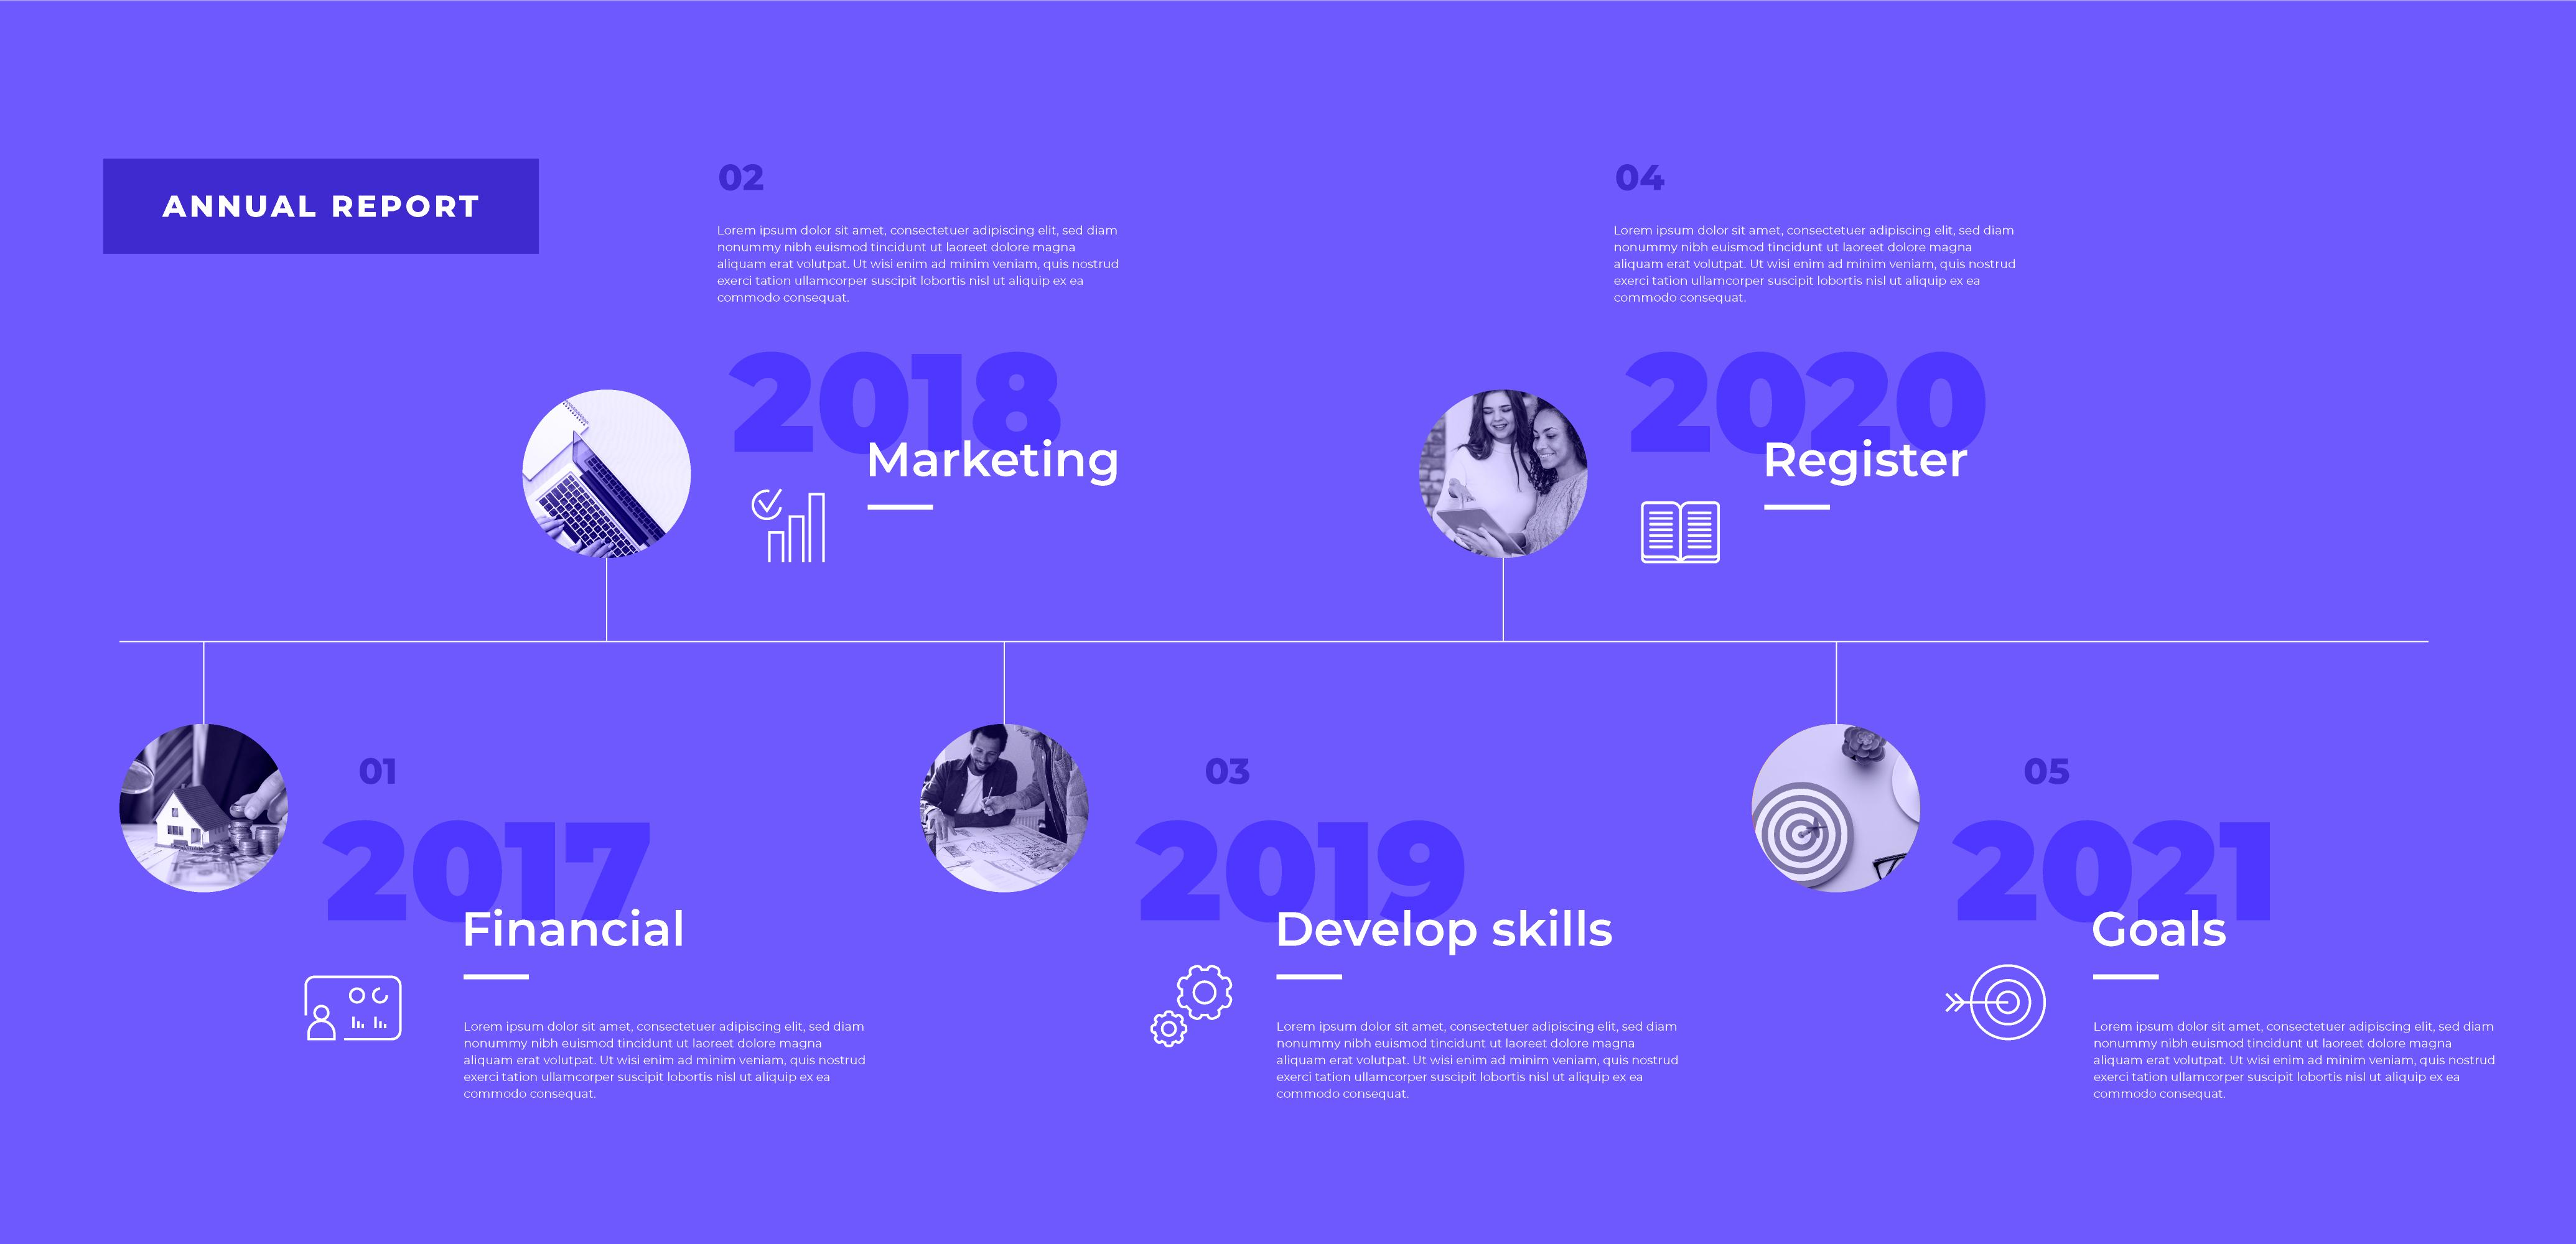 ANNUAL REPORT
01
2017
Financial
Lorem ipsum dolor sit amet, consectetuer adipiscing elit, sed diam
nonummy nibh euismod tincidunt ut laoreet dolore magna
aliquam erat volutpat. Ut wisi enim ad minim veniam, quis nostrud
exerci tation ullamcorper suscipit lobortis nisl ut aliquip ex ea
commodo consequat.
02
Lorem ipsum dolor sit amet, consectetuer adipiscing elit, sed diam
nonummy nibh euismod tincidunt ut laoreet dolore magna
aliquam erat volutpat. Ut wisi enim ad minim veniam, quis nostrud
exerci tation ullamcorper suscipit lobortis nisl ut aliquip ex ea
commodo consequat.
2018
Marketing
03
2019
Develop skills
Lorem ipsum dolor sit amet, consectetuer adipiscing elit, sed diam
nonummy nibh euismod tincidunt ut laoreet dolore magna
aliquam erat volutpat. Ut wisi enim ad minim veniam, quis nostrud
exerci tation ullamcorper suscipit lobortis nisl ut aliquip ex ea
commodo consequat.
04
Lorem ipsum dolor sit amet, consectetuer adipiscing elit, sed diam
nonummy nibh euismod tincidunt ut laoreet dolore magna
aliquam erat volutpat. Ut wisi enim ad minim veniam, quis nostrud
exerci tation ullamcorper suscipit lobortis nisl ut aliquip ex ea
commodo consequat.
2020
Register
05
2021
Goals
Lorem ipsum dolor sit amet, consectetuer adipiscing elit, sed diam
nonummy nibh euismod tincidunt ut laoreet dolore magna
aliquam erat volutpat. Ut wisi enim ad minim veniam, quis nostrud
exerci tation ullamcorper suscipit lobortis nisl ut aliquip ex ea
commodo consequat.